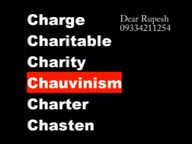 Charge
Dear Rupesh
09334211254
Charitable
Charity
Chauvinism
Charter
Chasten